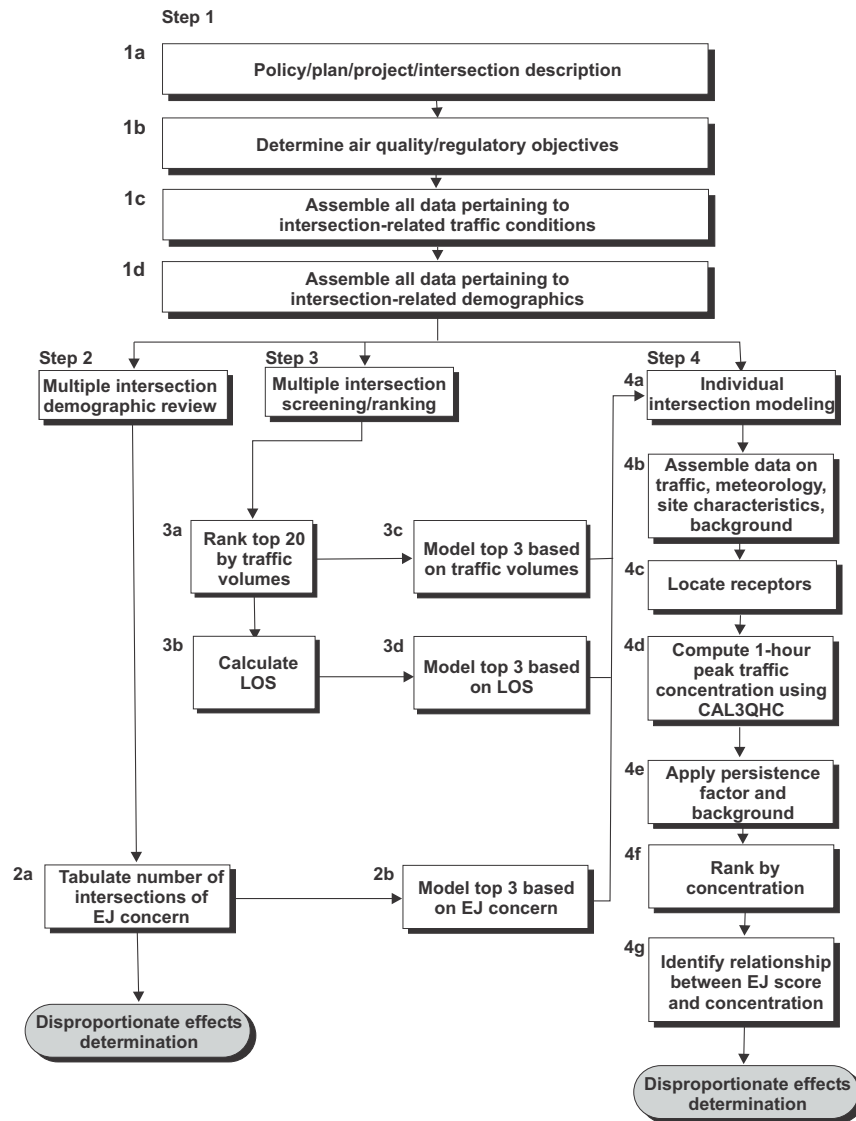 Step 1
1a
Policy/plan/project/intersection description
1b
Determine air quality/regulatory objectives
1c
Assemble all data pertaining to
intersection-related traffic conditions
1d
Assemble all data pertaining to
intersection-related demographics
Step 2
Multiple intersection
demographic review
Step 3
Multiple intersection
screening/ranking
Step 4
4a
Individual
intersection modeling
4b
Assemble data on
traffic, meteorology,
site characteristics,
background
3a
Rank top 20
by traffic
volumes
3c
Model top 3 based
on traffic volumes
4c
Locate receptors
3b
Calculate
LOS
3d
Model top 3 based
on LOS
4d
Compute 1-hour
peak traffic
concentration using
CAL3QHC
4e
Apply persistence
factor and
background
2a
Tabulate number of
intersections of
EJ concern
2b
Model top 3 based
on EJ concern
4f
Rank by
concentration
4g
Identify relationship
between EJ score
and concentration
Disproportionate effects
determination
Disproportionate effects
determination